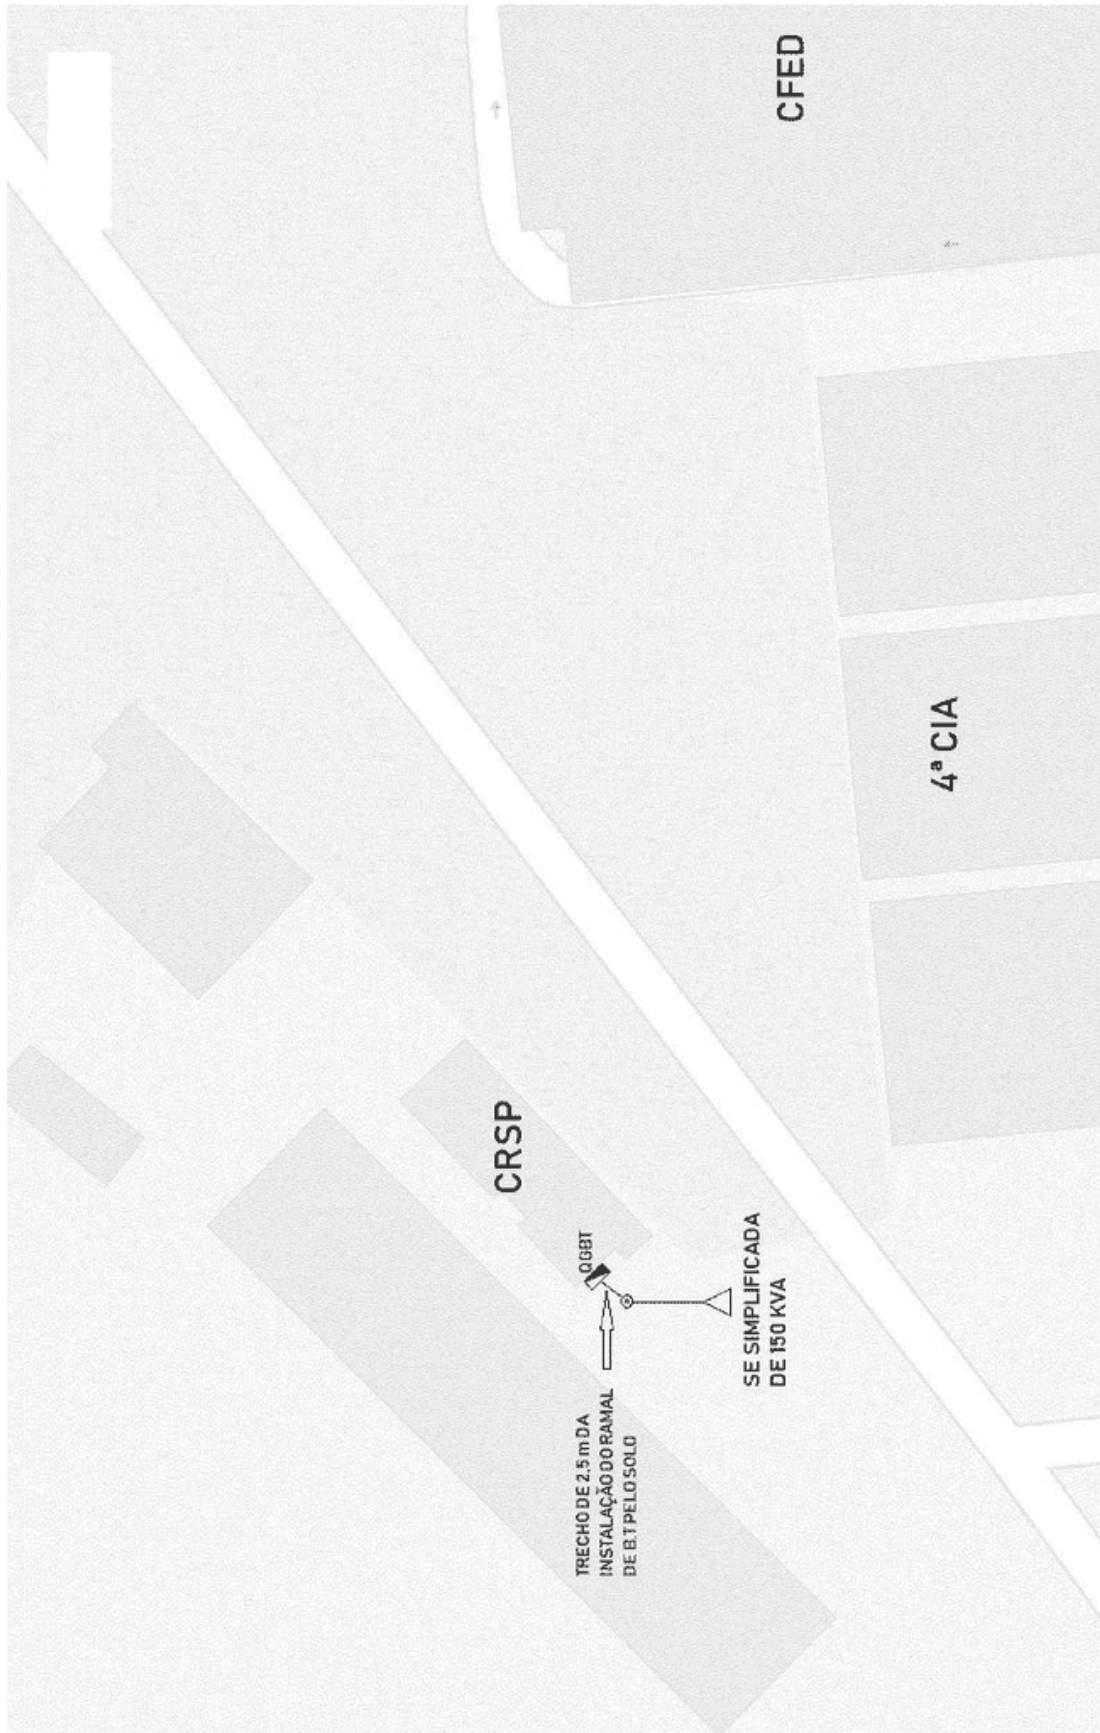 CFED
4ª CIA
CRSP
QGBT
SE SIMPLIFICADA
DE 150 KVA
TRECHO DE 2,5 m DA
INSTALAÇÃO DO RAMAL
DE B.T PELO SOLO